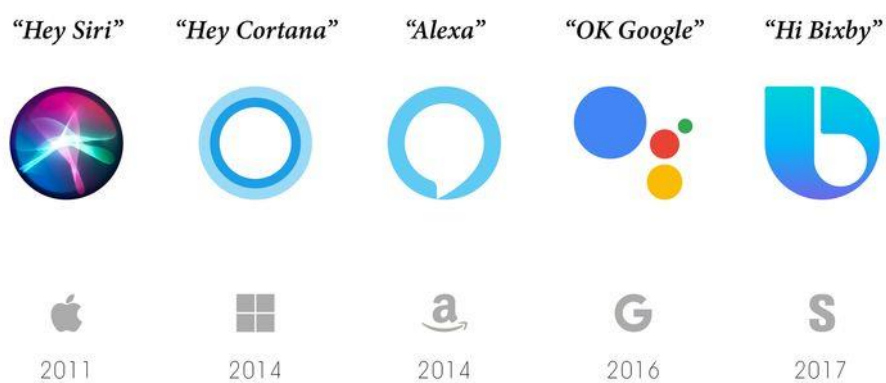 “Hey Siri” “Hey Cortana” “Alexa” “OK Google” “Hi Bixby”
a G S
2011 2014 2014 2016 2017